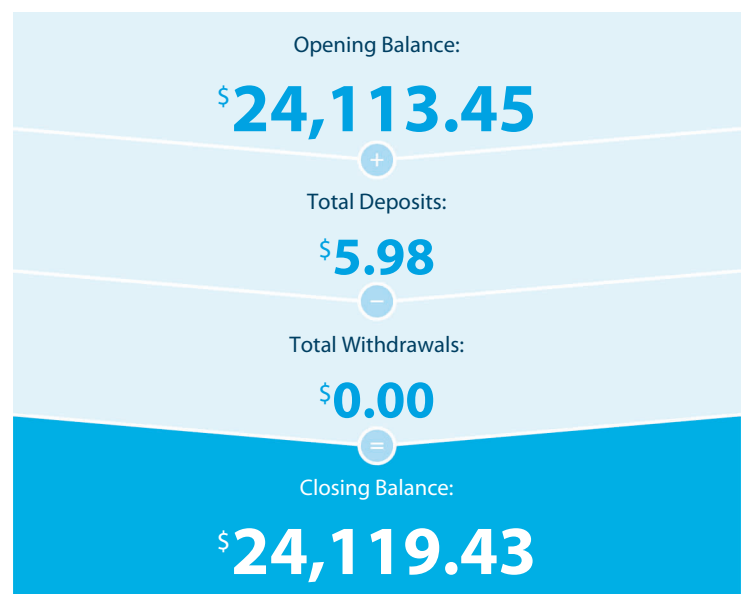 Opening Balance:
$24,113.45
+
Total Deposits:
$5.98
−
Total Withdrawals:
$0.00
=
Closing Balance:
$24,119.43